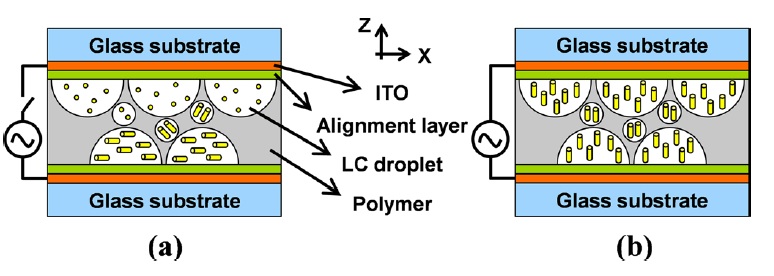 Glass substrate
Z
X
Glass substrate
ITO
Alignment layer
LC droplet
Polymer
Glass substrate
Glass substrate
(a)
(b)